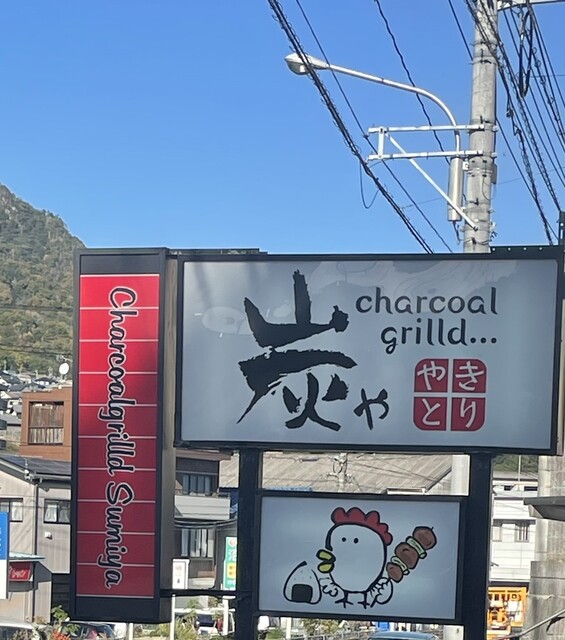 Charcoalgrilld Sumiya
炭や
charcoal
grilld...
やき
とり